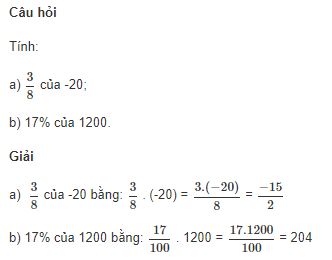 Câu hỏi
Tính:
a) 3/8 của -20;
b) 17% của 1200.
Giải
a) 3/8 của -20 bằng: 3/8 . (-20) = 3.(−20)/8 = −15/2
b) 17% của 1200 bằng: 17/100 . 1200 = 17.1200/100 = 204